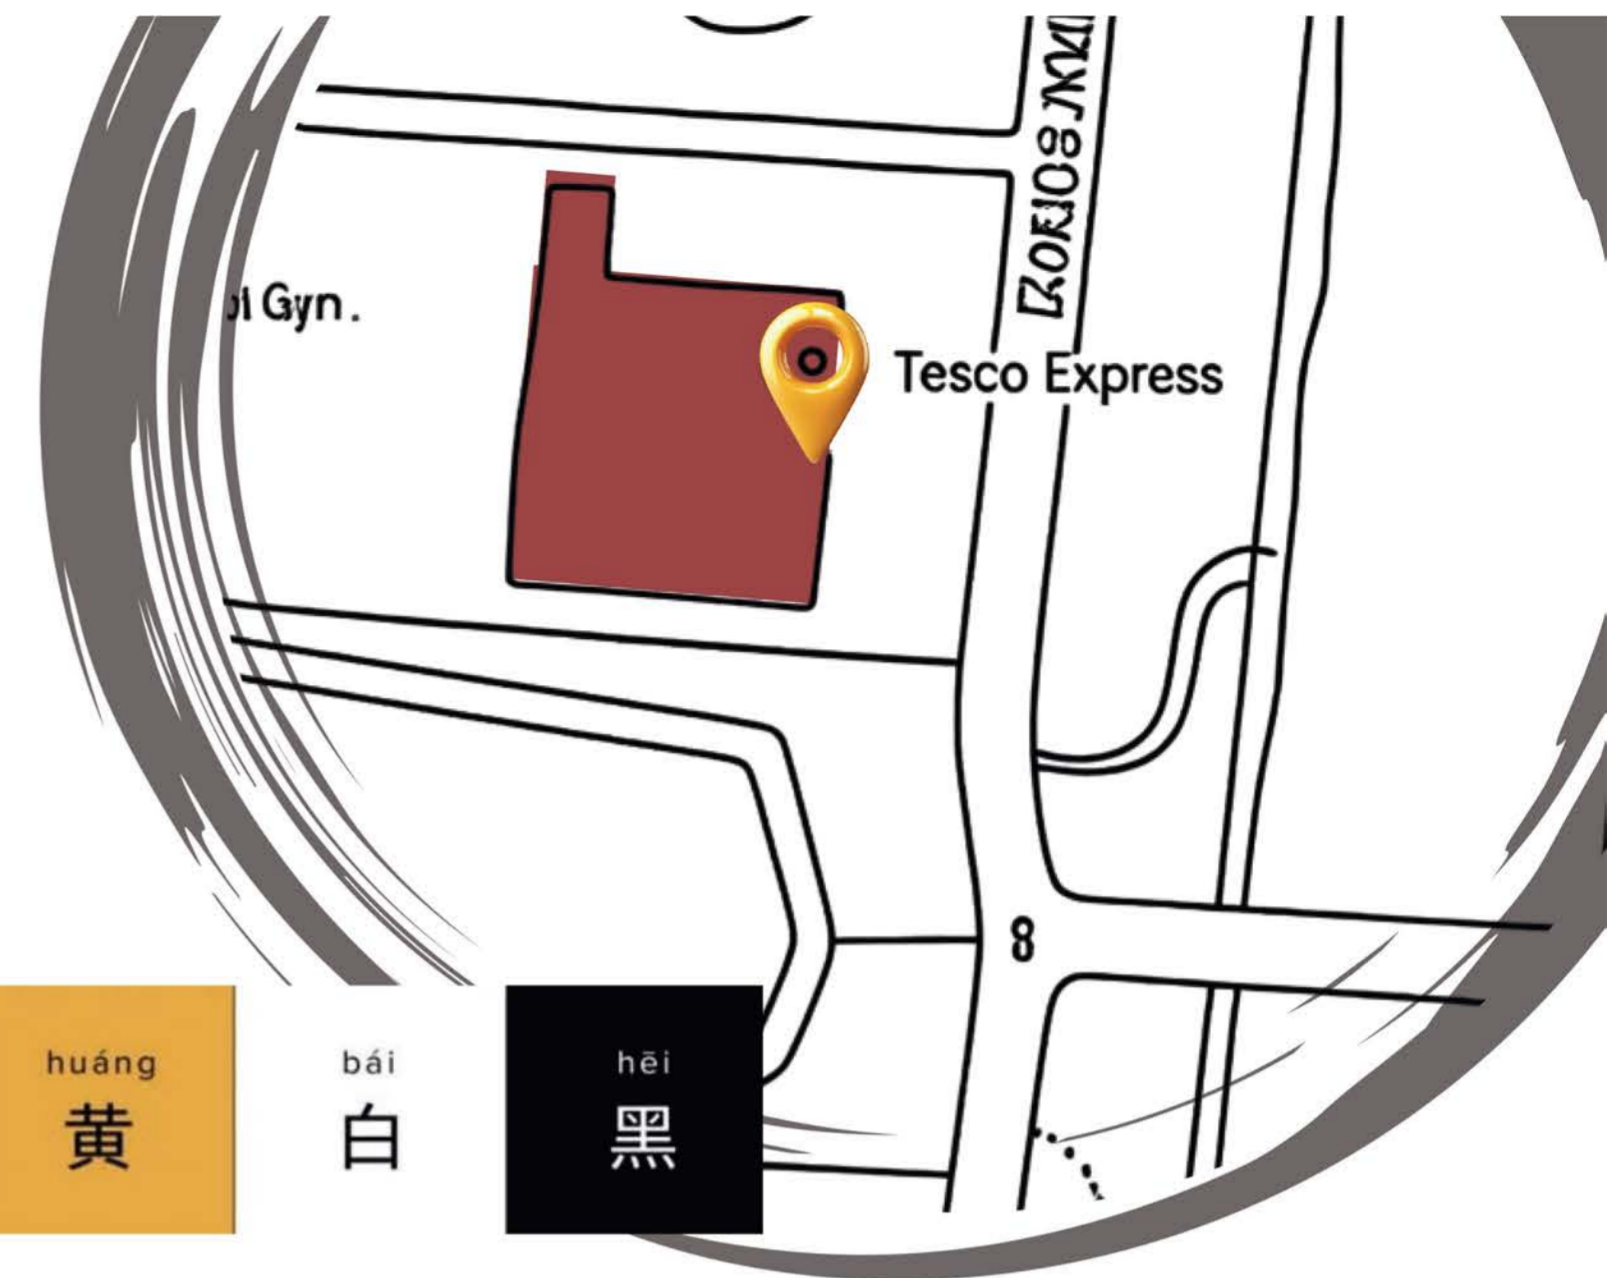 Gyn.
Tesco Express
8
huáng
黄
bái
白
hēi
黑